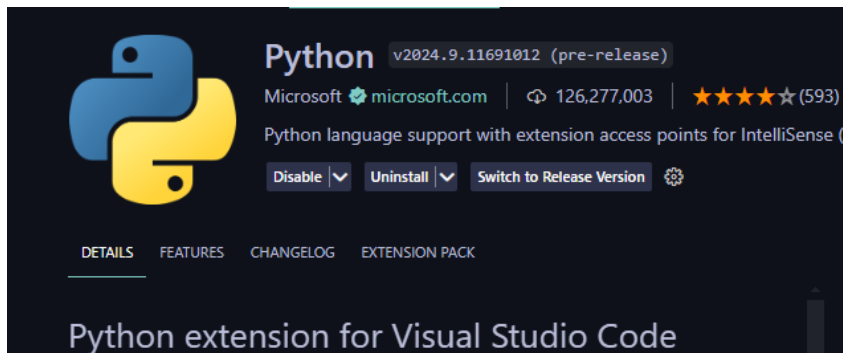 Python v2024.9.11691012 (pre-release)
Microsoft microsoft.com 126,277,003 (593)
Python language support with extension access points for IntelliSense (
Disable Uninstall Switch to Release Version
DETAILS FEATURES CHANGELOG EXTENSION PACK
Python extension for Visual Studio Code